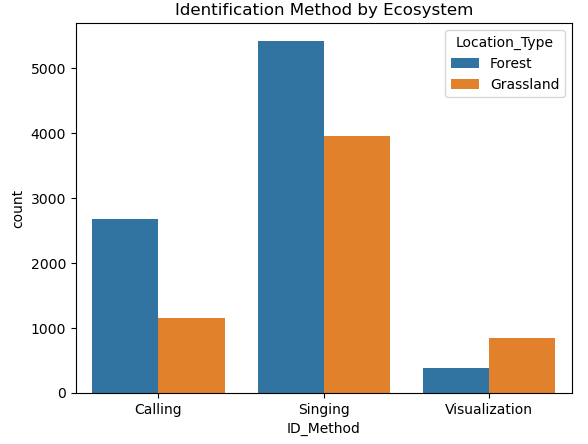 Identification Method by Ecosystem
Location_Type
Forest
Grassland
5000
4000
3000
2000
1000
0
count
Calling Singing Visualization
ID_Method